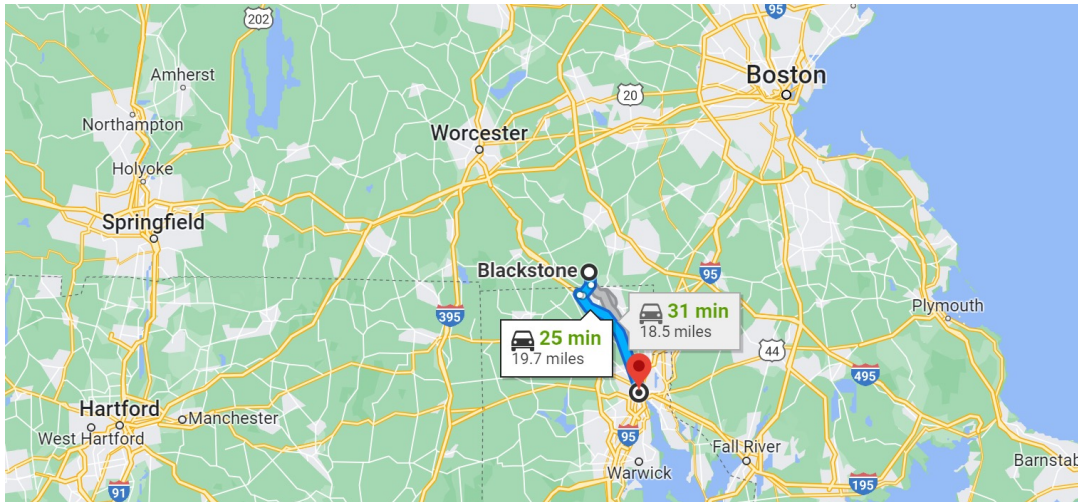 202
95
Amherst
Boston
20
Northampton
Worcester
Holyoke
Springfield
Blackstone
95
31 min
18.5 miles
Plymouth
395
25 min
19.7 miles
44
495
Hartford
Manchester
West Hartford
95
Fall River
Barnstab
Warwick
195
91